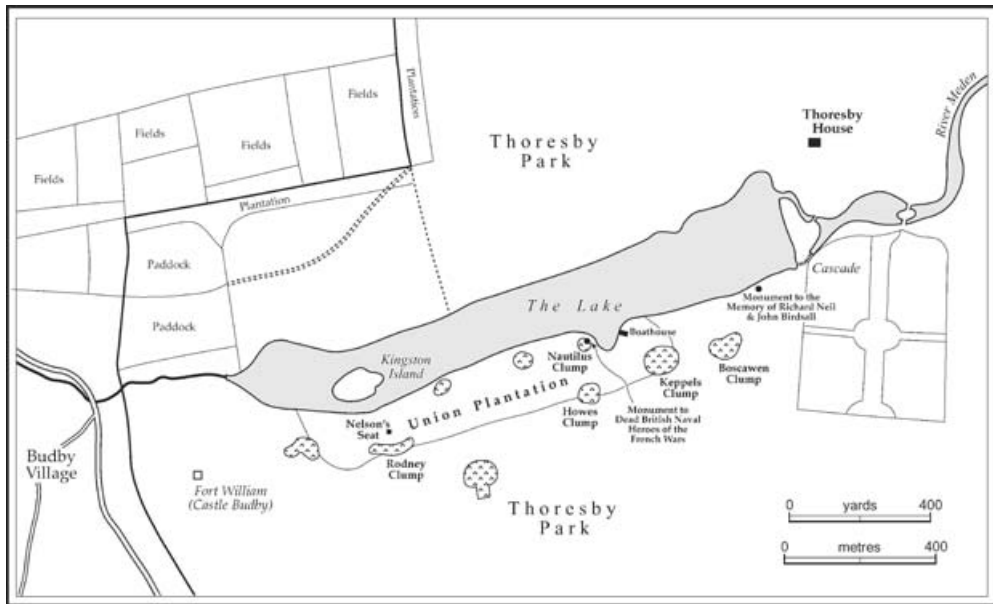 Fields
Fields
Fields
Fields
Plantation
Plantation
Thoresby
Park
Thoresby
House
River Meden
Paddock
Paddock
The Lake
Cascade
Monument to the
Memory of Richard Neil
& John Birdsall
Boathouse
Kingston
Island
Nautilus
Clump
Keppels
Clump
Boscawen
Clump
Union Plantation
Howes
Clump
Monument to
Dead British Naval
Heroes of the
French Wars
Nelson's
Seat
Rodney
Clump
Budby
Village
Fort William
(Castle Budby)
Thoresby
Park
0 yards 400
0 metres 400